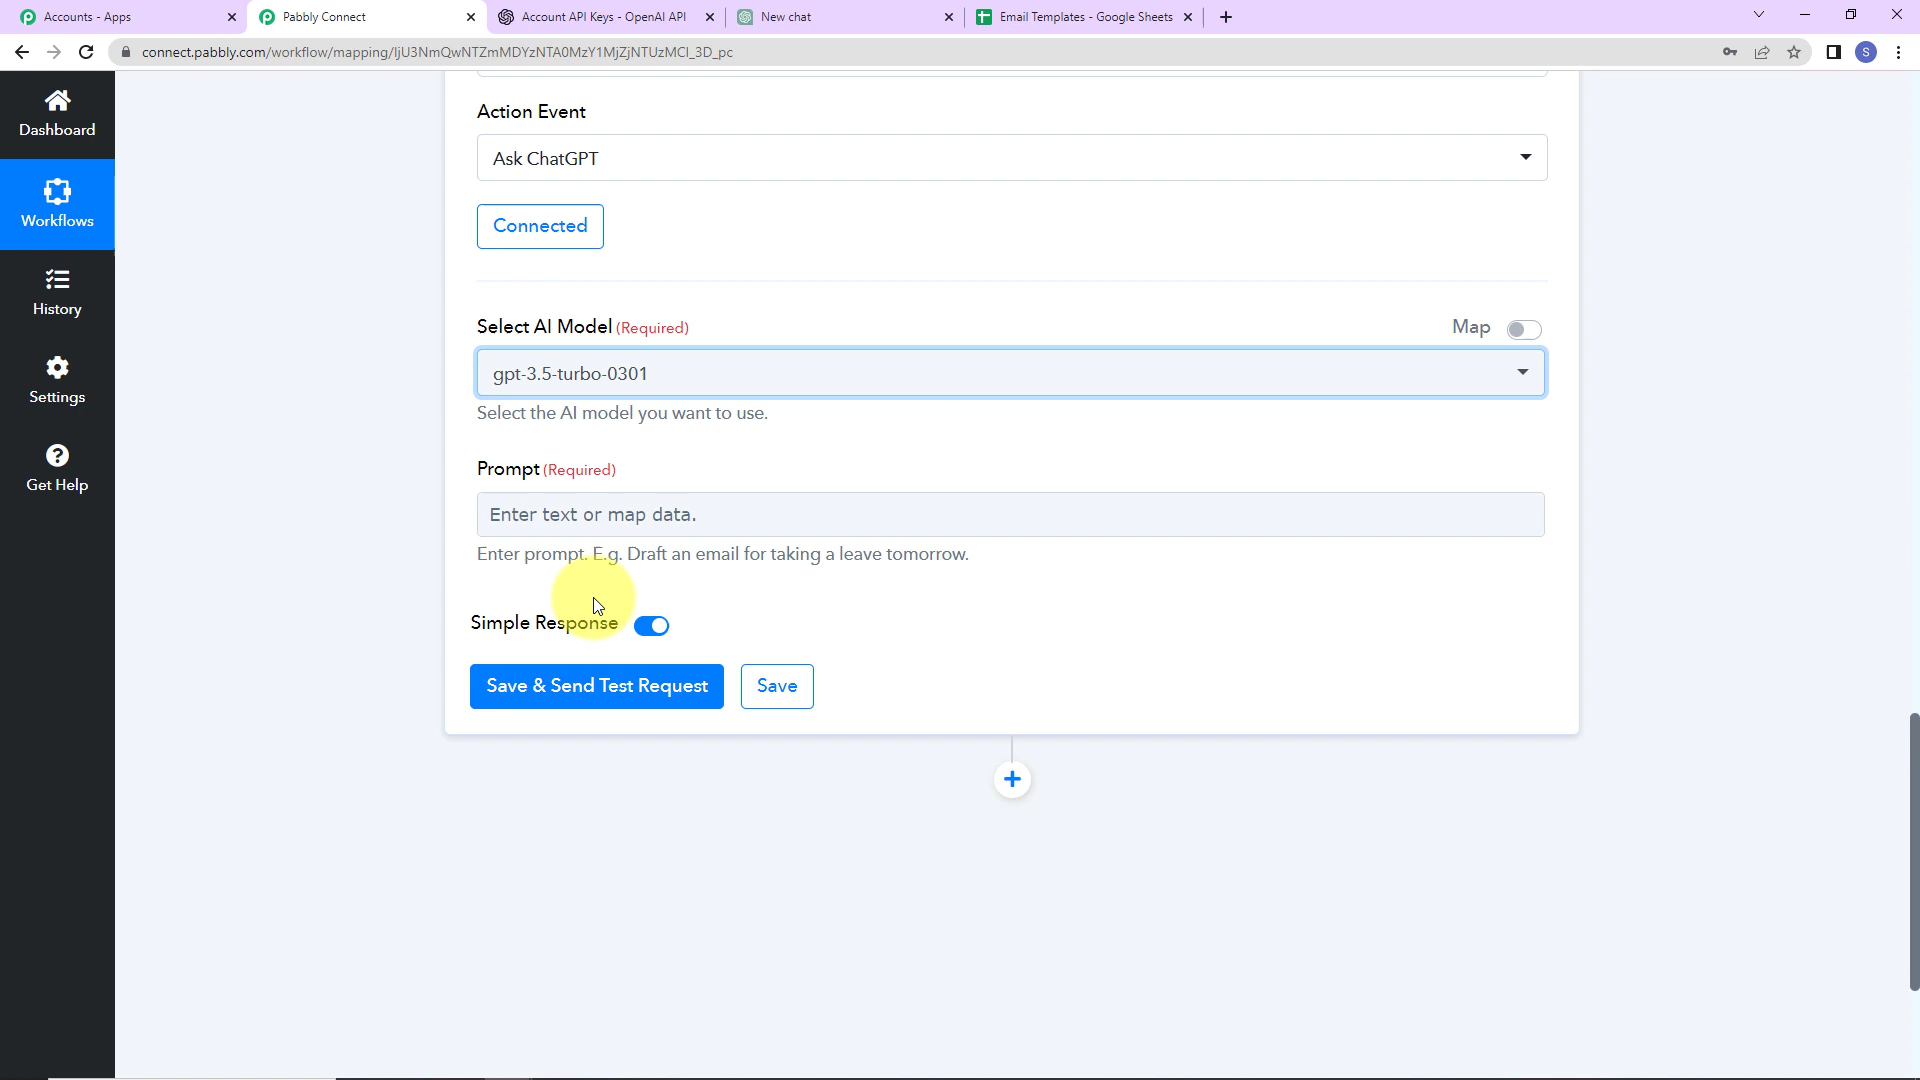 Accounts - Apps
Pabbly Connect
Account API Keys - OpenAI API
New chat
Email Templates - Google Sheets
connect.pabbly.com/workflow/mapping/IjU3NmQwNTZmMDYzNTA0MzY1MjZjNTUzMCI_3D_pc
S
Dashboard
Workflows
History
Settings
Get Help
Action Event
Ask ChatGPT
Connected
Select AI Model (Required)
Map
gpt-3.5-turbo-0301
Select the AI model you want to use.
Prompt (Required)
Enter text or map data.
Enter prompt. E.g. Draft an email for taking a leave tomorrow.
Simple Response
Save & Send Test Request
Save